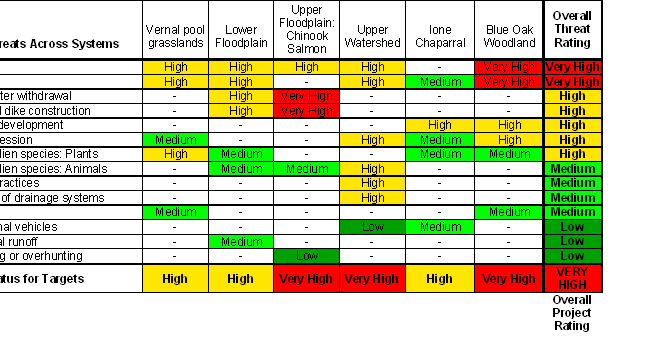 reats Across Systems
Vernal pool
grasslands
Lower
Floodplain
Upper
Floodplain:
Chinook
Salmon
Upper
Watershed
Ione
Chaparral
Blue Oak
Woodland
Overall
Threat
Rating
High High High High - Very High Very High
High High - High Medium Very High Very High
ter withdrawal - High Very High - - - High
l dike construction - High Very High - - - High
development - - - - High High High
ession Medium - - High Medium High High
lien species: Plants High Medium - - Medium Medium High
lien species: Animals - Medium Medium High - - Medium
ractices - - - High - - Medium
of drainage systems - - - High - - Medium
Medium - - - - Medium Medium
nal vehicles - - - Low Medium - Low
al runoff - Medium - - - - Low
g or overhunting - - Low - - - Low
atus for Targets High High Very High Very High High Very High VERY
HIGH
Overall
Project
Rating